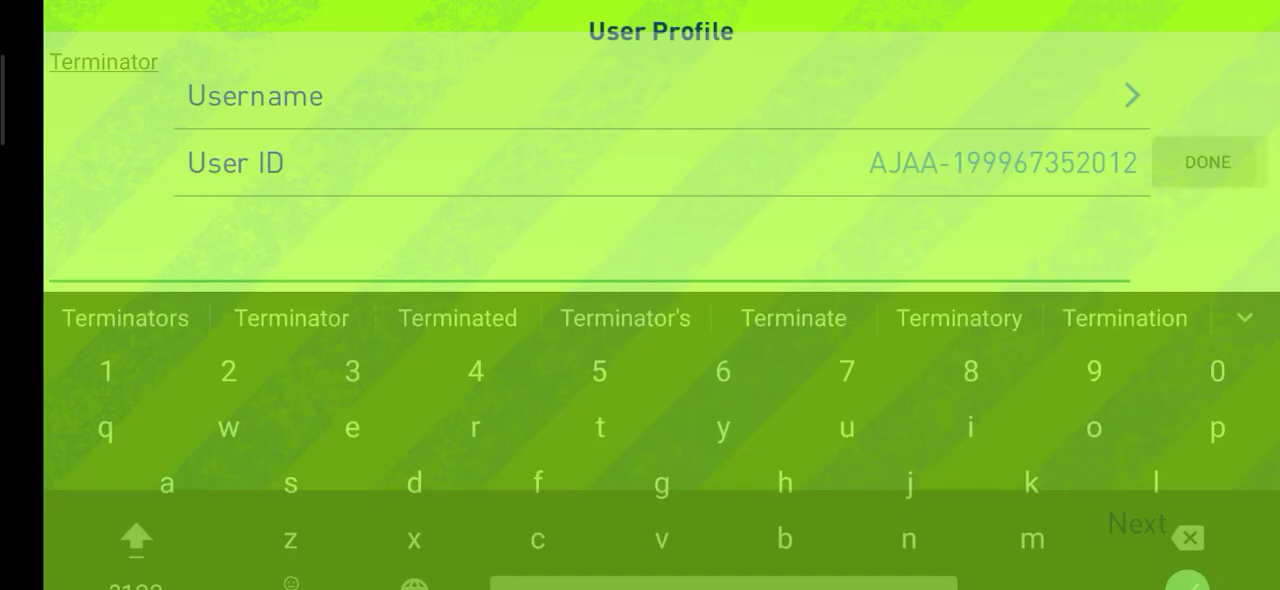 User Profile
Terminator
Username
User ID AJAA-199967352012 DONE
Terminators Terminator Terminated Terminator's Terminate Terminatory Termination
1 2 3 4 5 6 7 8 9 0
q w e r t y u i o p
a s d f g h j k l
Next
z x c v b n m